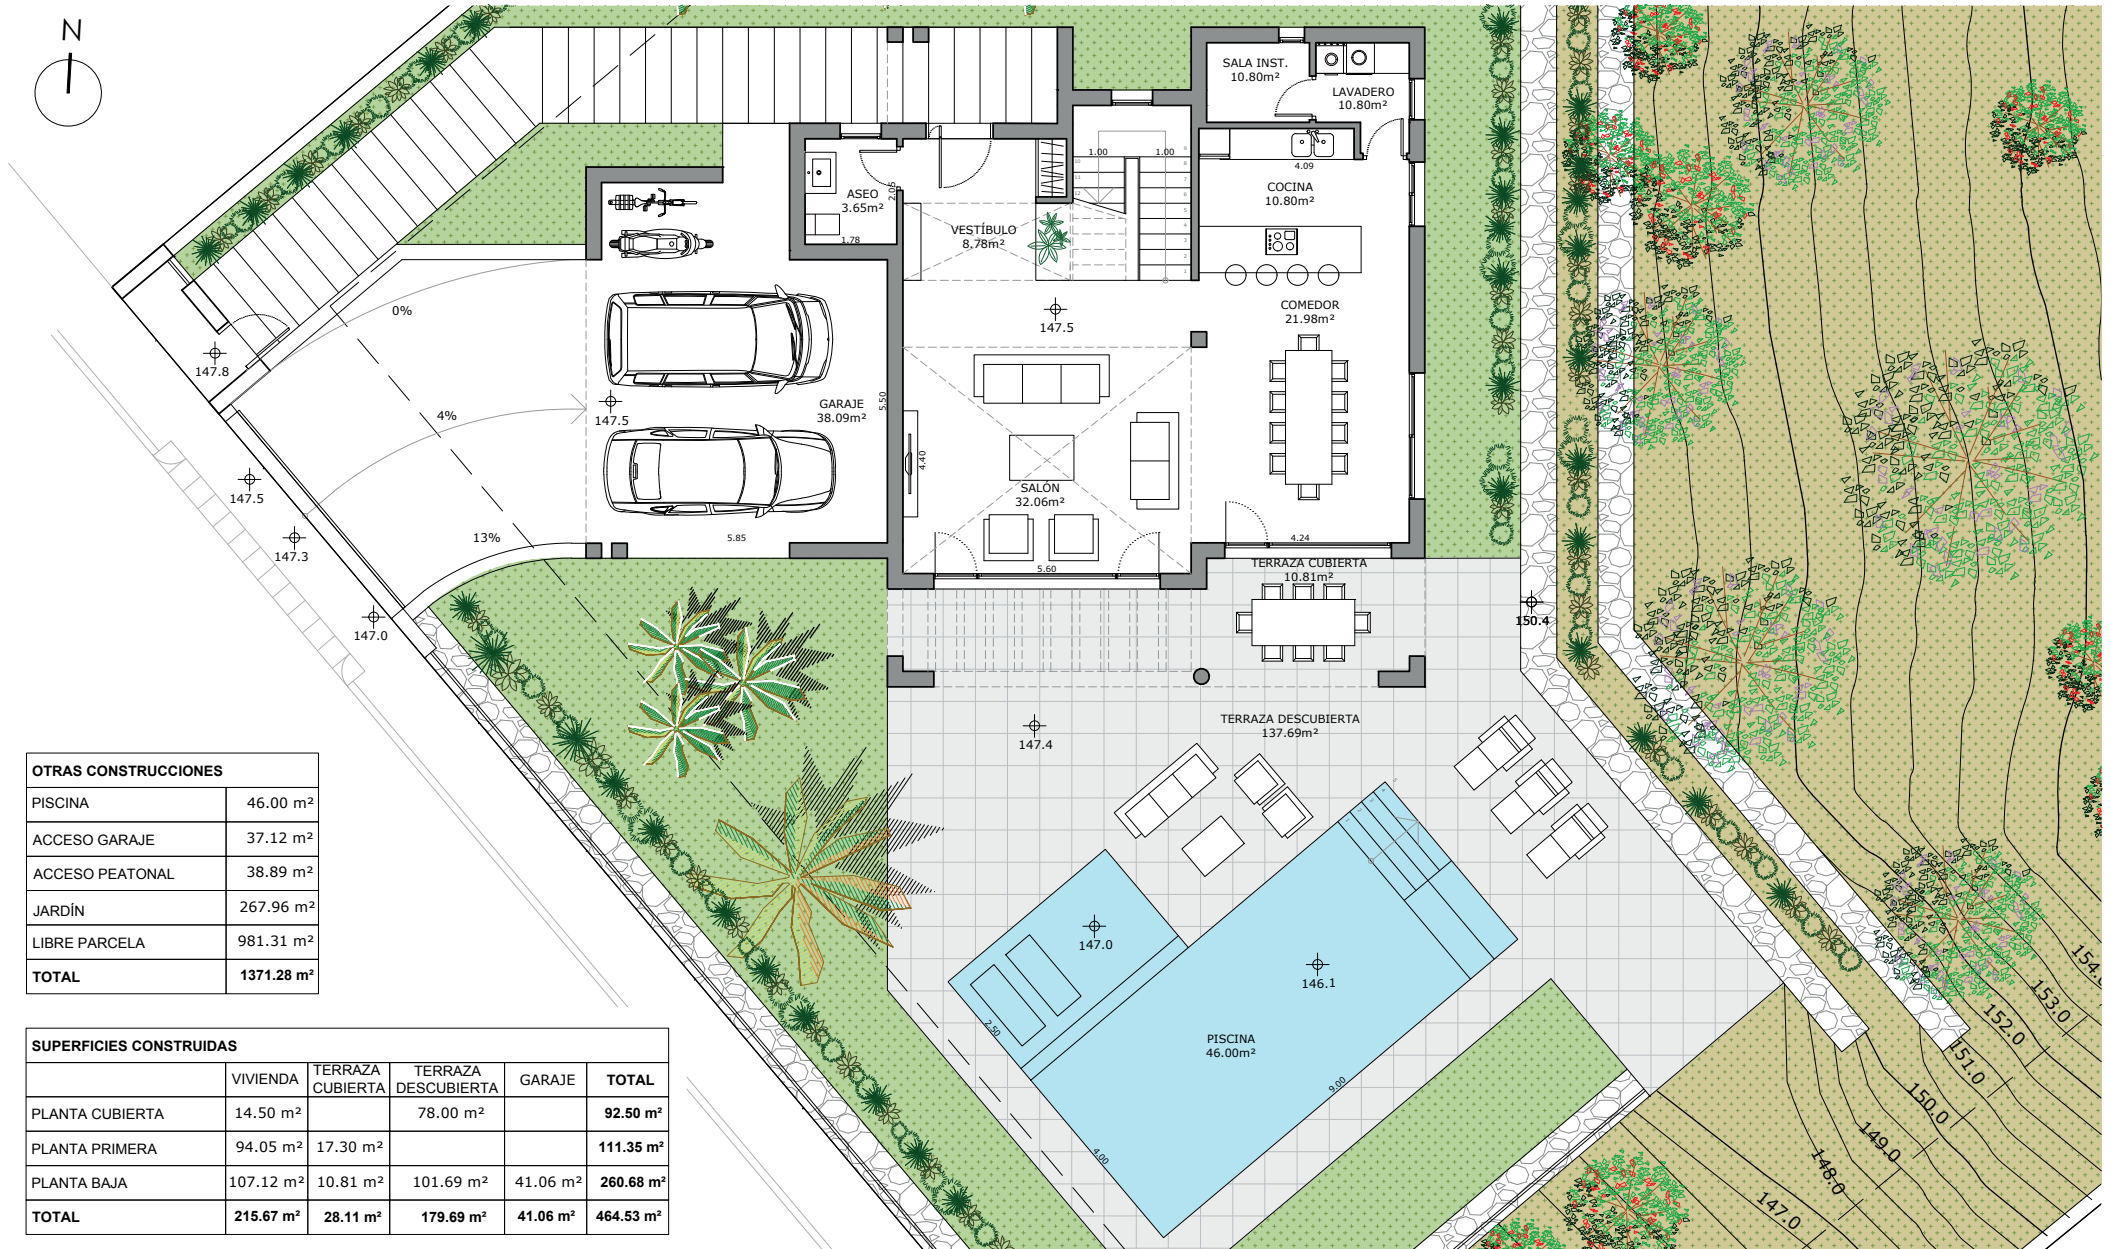 N
SALA INST.
10.80m²
LAVADERO
10.80m²
1.00
1.00
4.09
COCINA
10.80m²
ASEO
3.65m²
2.05
1.78
VESTÍBULO
8.78m²
0%
147.5
COMEDOR
21.98m²
147.8
4%
147.5
GARAJE
38.09m²
5.50
4.40
SALÓN
32.06m²
147.5
147.3
13%
5.85
4.24
5.60
TERRAZA CUBIERTA
10.81m²
147.0
150.4
147.4
TERRAZA DESCUBIERTA
137.69m²
147.0
146.1
2.50
PISCINA
46.00m²
9.00
4.00
154.0
153.0
152.0
151.0
150.0
149.0
148.0
147.0
OTRAS CONSTRUCCIONES
PISCINA 46.00 m²
ACCESO GARAJE 37.12 m²
ACCESO PEATONAL 38.89 m²
JARDÍN 267.96 m²
LIBRE PARCELA 981.31 m²
TOTAL 1371.28 m²
SUPERFICIES CONSTRUIDAS
VIVIENDA TERRAZA CUBIERTA TERRAZA DESCUBIERTA GARAJE TOTAL
PLANTA CUBIERTA 14.50 m² 78.00 m² 92.50 m²
PLANTA PRIMERA 94.05 m² 17.30 m² 111.35 m²
PLANTA BAJA 107.12 m² 10.81 m² 101.69 m² 41.06 m² 260.68 m²
TOTAL 215.67 m² 28.11 m² 179.69 m² 41.06 m² 464.53 m²